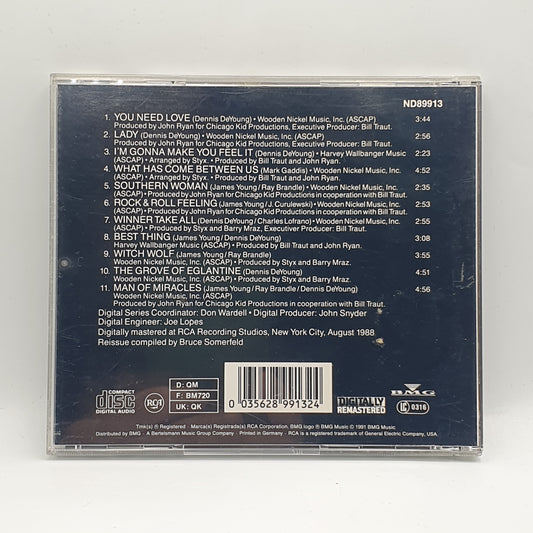 ND89913
1. YOU NEED LOVE (Dennis DeYoung) • Wooden Nickel Music, Inc. (ASCAP) 3:44
Produced by John Ryan for Chicago Kid Productions, Executive Producer: Bill Traut.
2. LADY (Dennis DeYoung) • Wooden Nickel Music, Inc. (ASCAP) 2:56
3. I'M GONNA MAKE YOU FEEL IT (Dennis DeYoung) • Harvey Wallbanger Music 2:23
(ASCAP) • Arranged by Styx. • Produced by Bill Traut and John Ryan.
4. WHAT HAS COME BETWEEN US (Mark Gaddis) • Wooden Nickel Music, Inc. 4:52
(ASCAP) • Arranged by Styx • Produced by Bill Traut and John Ryan.
5. SOUTHERN WOMAN (James Young / Ray Brandle) • Wooden Nickel Music, Inc. 2:35
(ASCAP) • Produced by John Ryan for Chicago Kid Productions in cooperation with Bill Traut.
6. ROCK & ROLL FEELING (James Young / J. Curulewski) • Wooden Nickel Music, Inc. 2:53
(ASCAP) • Produced by John Ryan for Chicago Kid Productions in cooperation with Bill Traut.
7. WINNER TAKE ALL (Dennis DeYoung / Charles Lofrano) • Wooden Nickel Music, Inc. 2:55
(ASCAP) • Produced by Styx and Barry Mraz, Executive Producer: Bill Traut.
8. BEST THING (James Young / Dennis DeYoung) 3:08
Harvey Wallbanger Music (ASCAP) • Produced by Bill Traut and John Ryan.
9. WITCH WOLF (James Young / Ray Brandle) 3:55
Wooden Nickel Music, Inc. (ASCAP) • Produced by Styx and Barry Mraz.
10. THE GROVE OF EGLANTINE (Dennis DeYoung) 4:51
Wooden Nickel Music, Inc. (ASCAP) • Produced by Styx and Barry Mraz.
11. MAN OF MIRACLES (James Young / Ray Brandle / Dennis DeYoung) 4:56
Wooden Nickel Music, Inc. (ASCAP)
Produced by John Ryan for Chicago Kid Productions in cooperation with Bill Traut.
Digital Series Coordinator: Don Wardell • Digital Producer: John Snyder
Digital Engineer: Joe Lopes
Digitally mastered at RCA Recording Studios, New York City, August 1988
Reissue compiled by Bruce Somerfeld
COMPACT
disc
DIGITAL AUDIO
RCA
D: QM
F: BM720
UK: QK
0 035628 991324
DIGITALLY
REMASTERED
BMG
LC 0316
Tmk(s) ® Registered • Marca(s) Registrada(s) RCA Corporation. BMG logo ® BMG Music © 1991 BMG Music
Distributed by BMG • A Bertelsmann Music Group Company • Printed in Germany • RCA is a registered trademark of General Electric Company, USA.